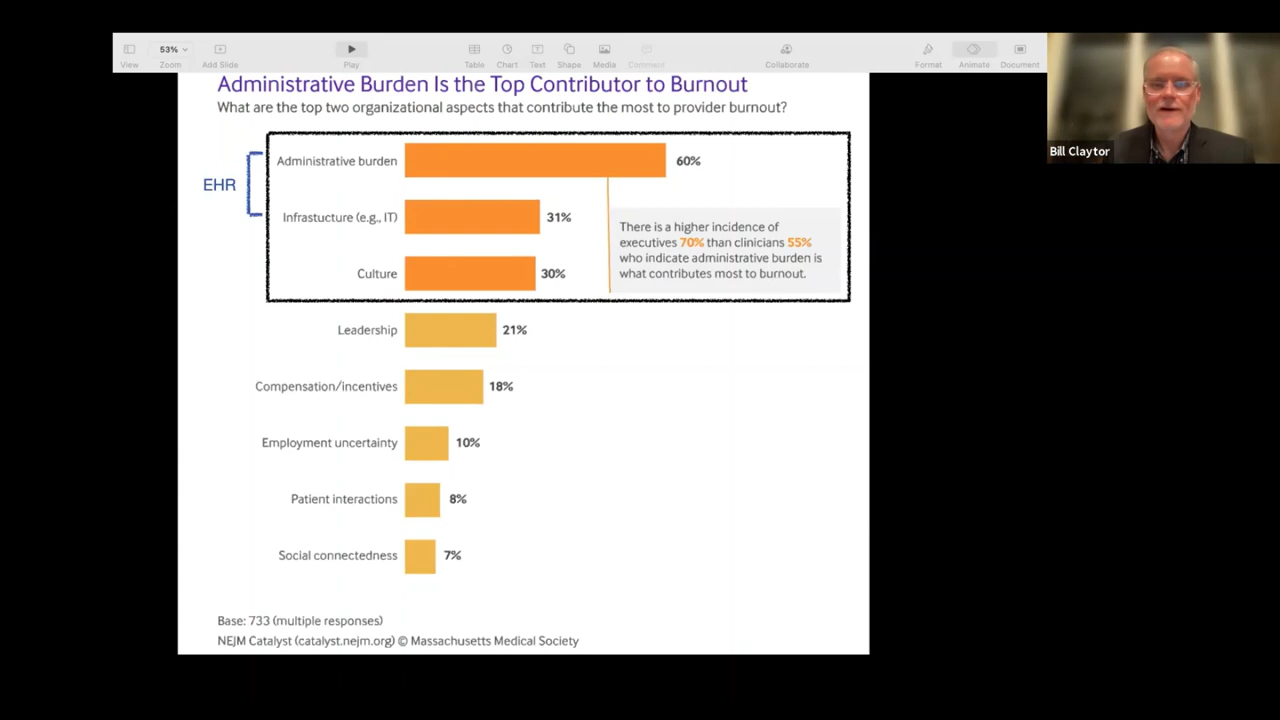 53%
View
Zoom
Add Slide
Play
Table
Chart
Text
Shape
Media
Comment
Collaborate
Format
Animate
Document
Bill Claytor
Administrative Burden Is the Top Contributor to Burnout
What are the top two organizational aspects that contribute the most to provider burnout?
EHR
Administrative burden
60%
Infrastucture (e.g., IT)
31%
Culture
30%
There is a higher incidence of
executives 70% than clinicians 55%
who indicate administrative burden is
what contributes most to burnout.
Leadership
21%
Compensation/incentives
18%
Employment uncertainty
10%
Patient interactions
8%
Social connectedness
7%
Base: 733 (multiple responses)
NEJM Catalyst (catalyst.nejm.org) © Massachusetts Medical Society